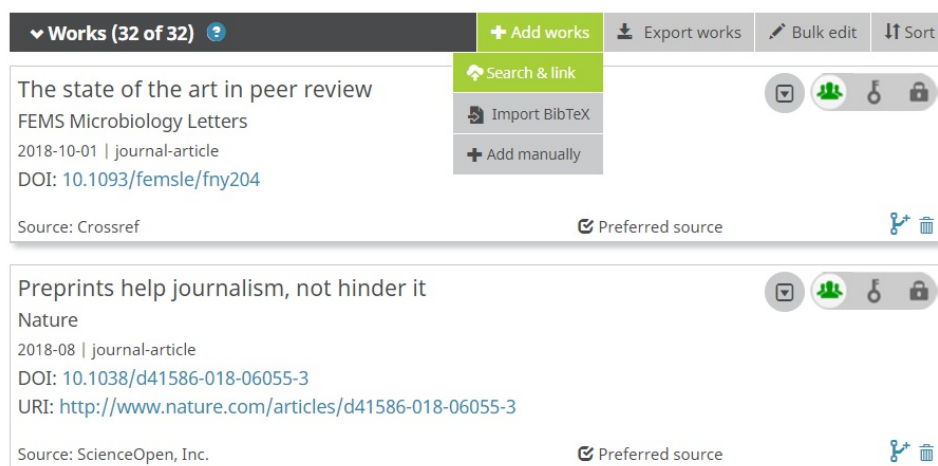 Works (32 of 32) ?
Add works
Export works
Bulk edit
Sort
Search & link
Import BibTeX
Add manually
The state of the art in peer review
FEMS Microbiology Letters
2018-10-01 | journal-article
DOI: 10.1093/femsle/fny204
Source: Crossref
Preferred source
Preprints help journalism, not hinder it
Nature
2018-08 | journal-article
DOI: 10.1038/d41586-018-06055-3
URI: http://www.nature.com/articles/d41586-018-06055-3
Source: ScienceOpen, Inc.
Preferred source